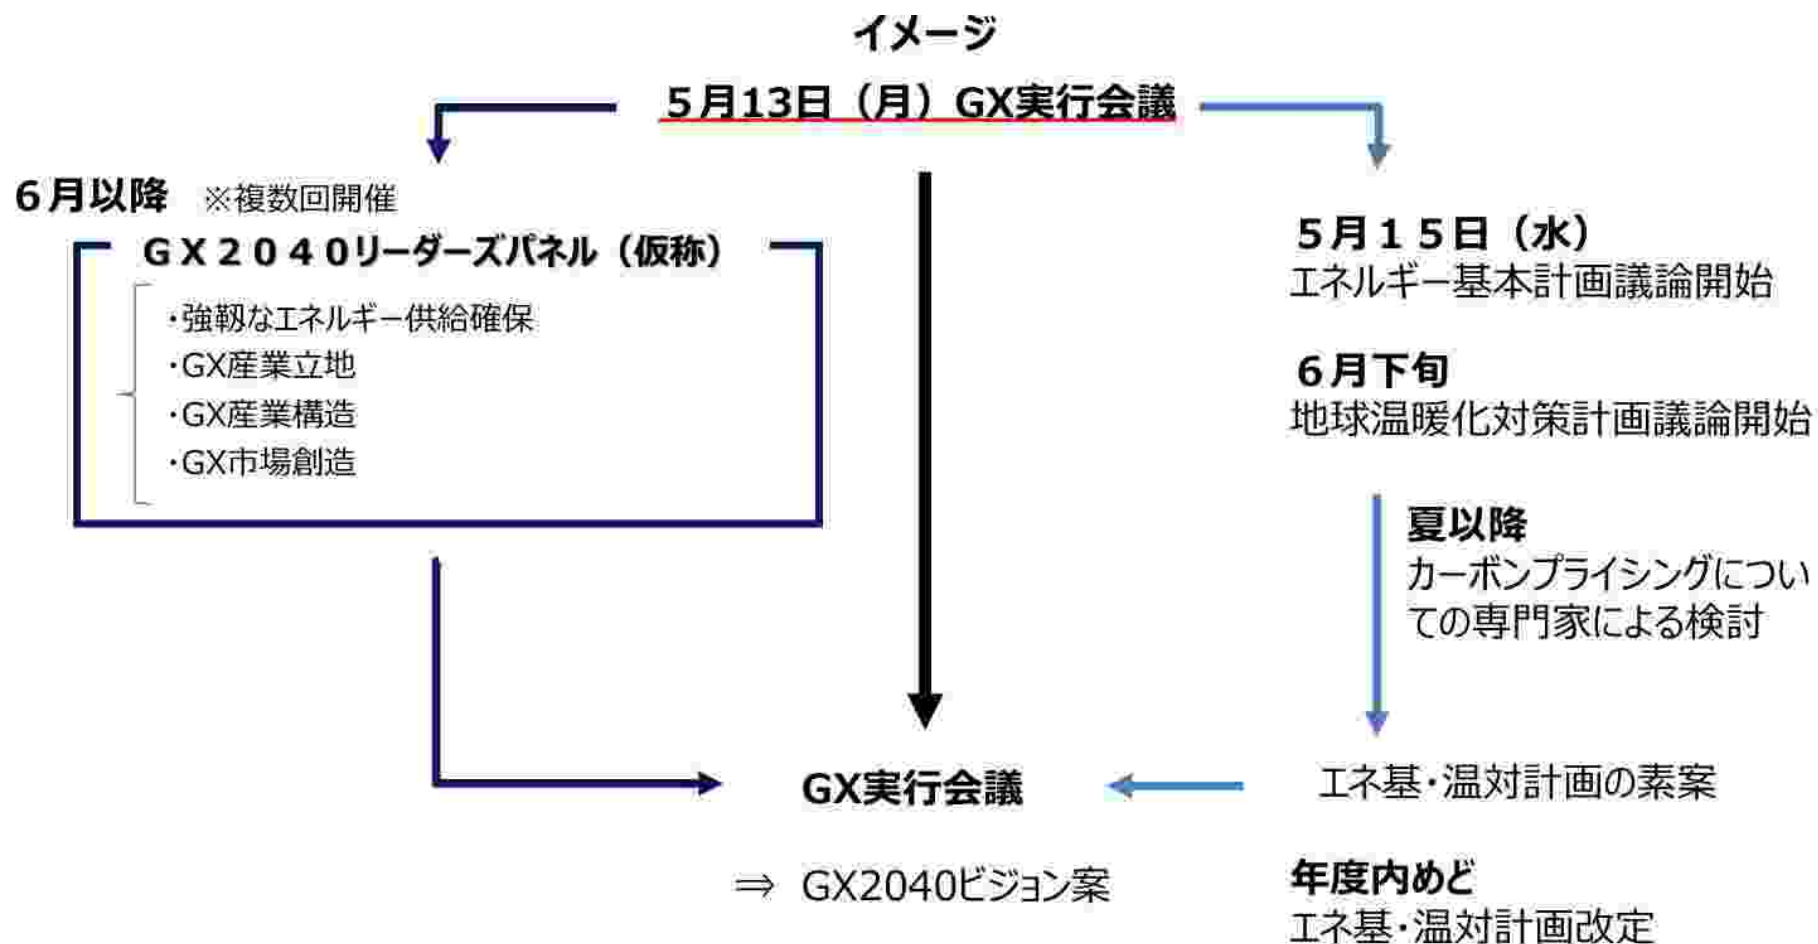 イメージ
5月13日(月)GX実行会議
6月以降 ※複数回開催
GX2040リーダーズパネル(仮称)
・強靱なエネルギー供給確保
・GX産業立地
・GX産業構造
・GX市場創造
5月15日(水)
エネルギー基本計画議論開始
6月下旬
地球温暖化対策計画議論開始
夏以降
カーボンプライシングについ
ての専門家による検討
GX実行会議
エネ基・温対計画の素案
⇒ GX2040ビジョン案
年度内めど
エネ基・温対計画改定